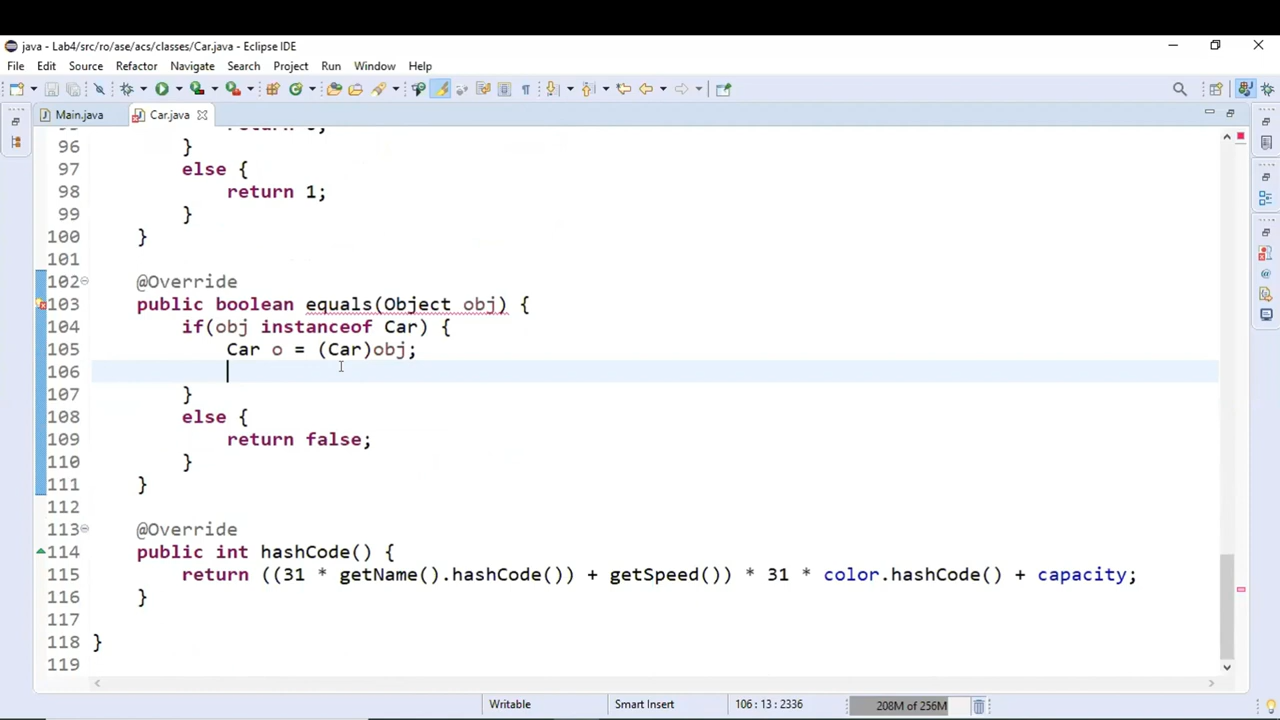 java - Lab4/src/ro/ase/acs/classes/Car.java - Eclipse IDE
File Edit Source Refactor Navigate Search Project Run Window Help
Main.java Car.java
95
96 }
97 else {
98 return 1;
99 }
100 }
101
102 @Override
103 public boolean equals(Object obj) {
104 if(obj instanceof Car) {
105 Car o = (Car)obj;
106
107 }
108 else {
109 return false;
110 }
111 }
112
113 @Override
114 public int hashCode() {
115 return ((31 * getName().hashCode()) + getSpeed()) * 31 * color.hashCode() + capacity;
116 }
117
118 }
119
Writable Smart Insert 106 : 13 : 2336 208M of 256M